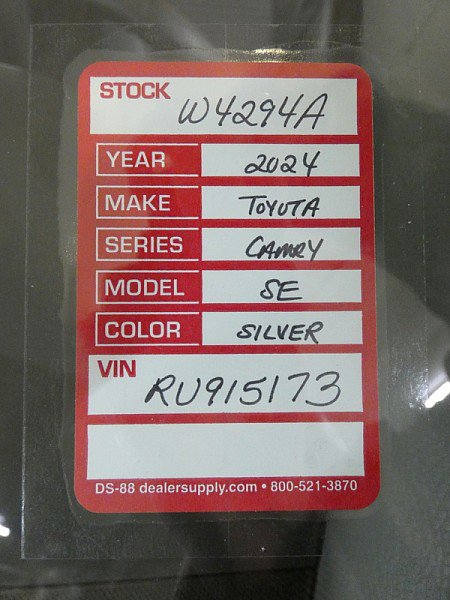 STOCK W4294A
YEAR 2024
MAKE TOYOTA
SERIES CAMRY
MODEL SE
COLOR SILVER
VIN
RU915173
DS-88 dealersupply.com • 800-521-3870